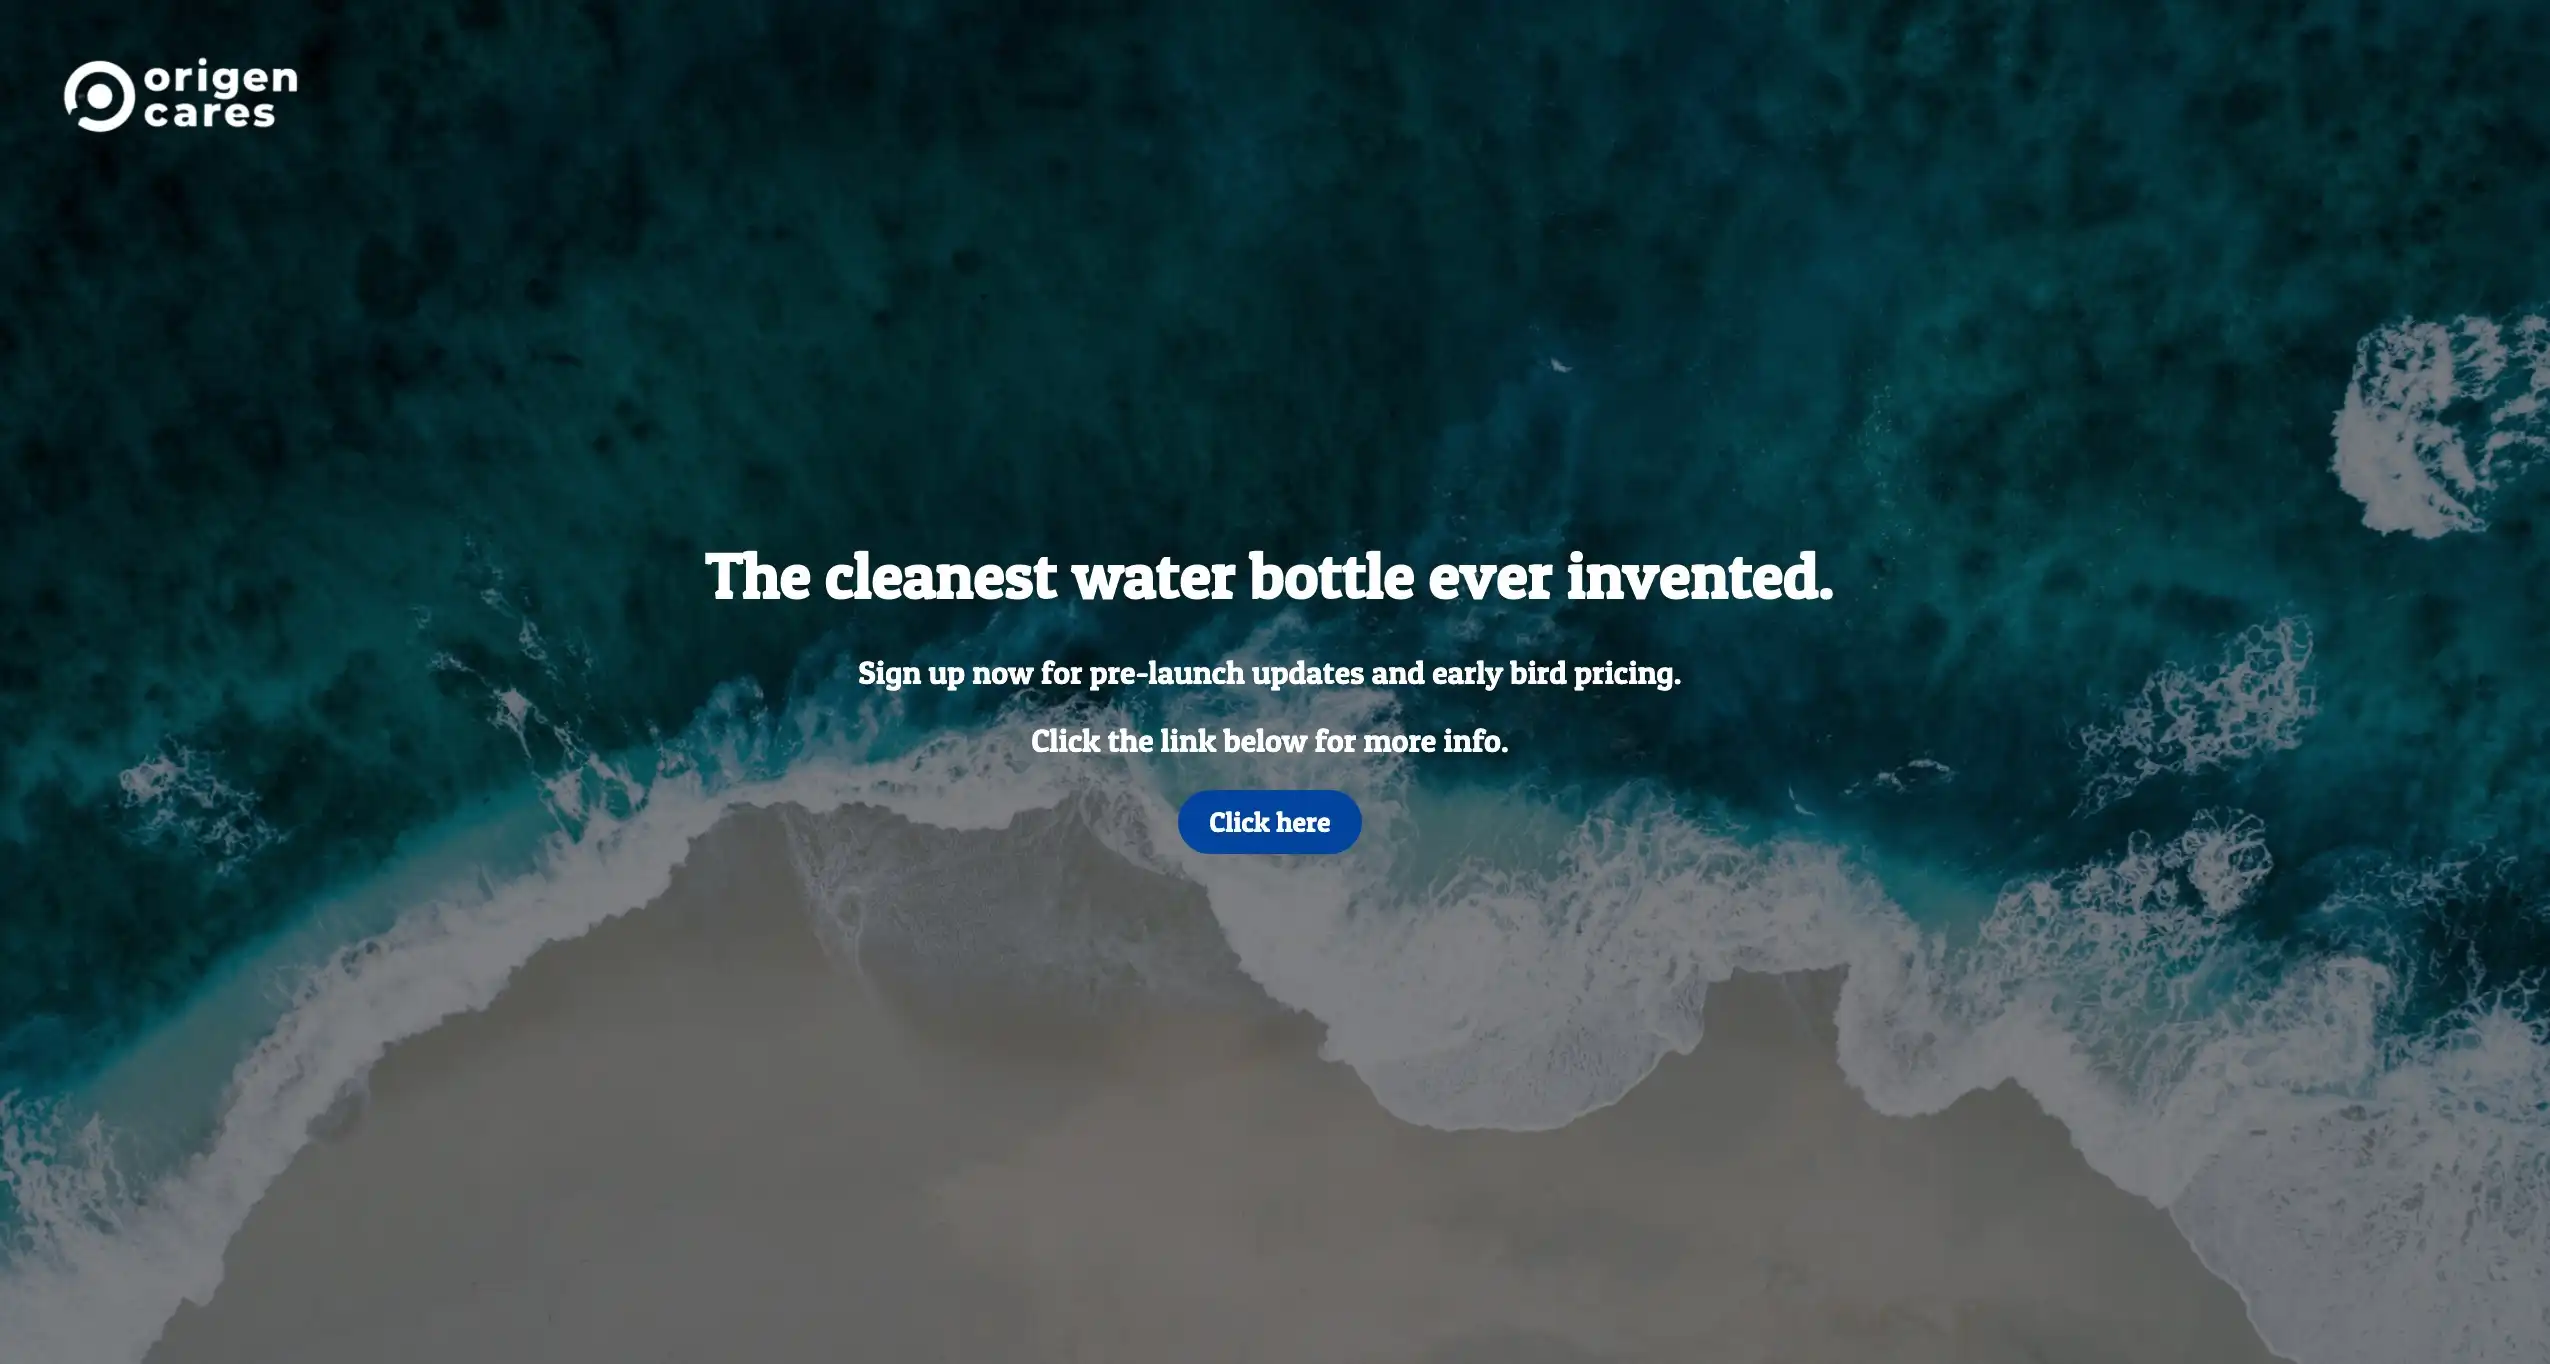 origen
cares
The cleanest water bottle ever invented.
Sign up now for pre-launch updates and early bird pricing.
Click the link below for more info.
Click here